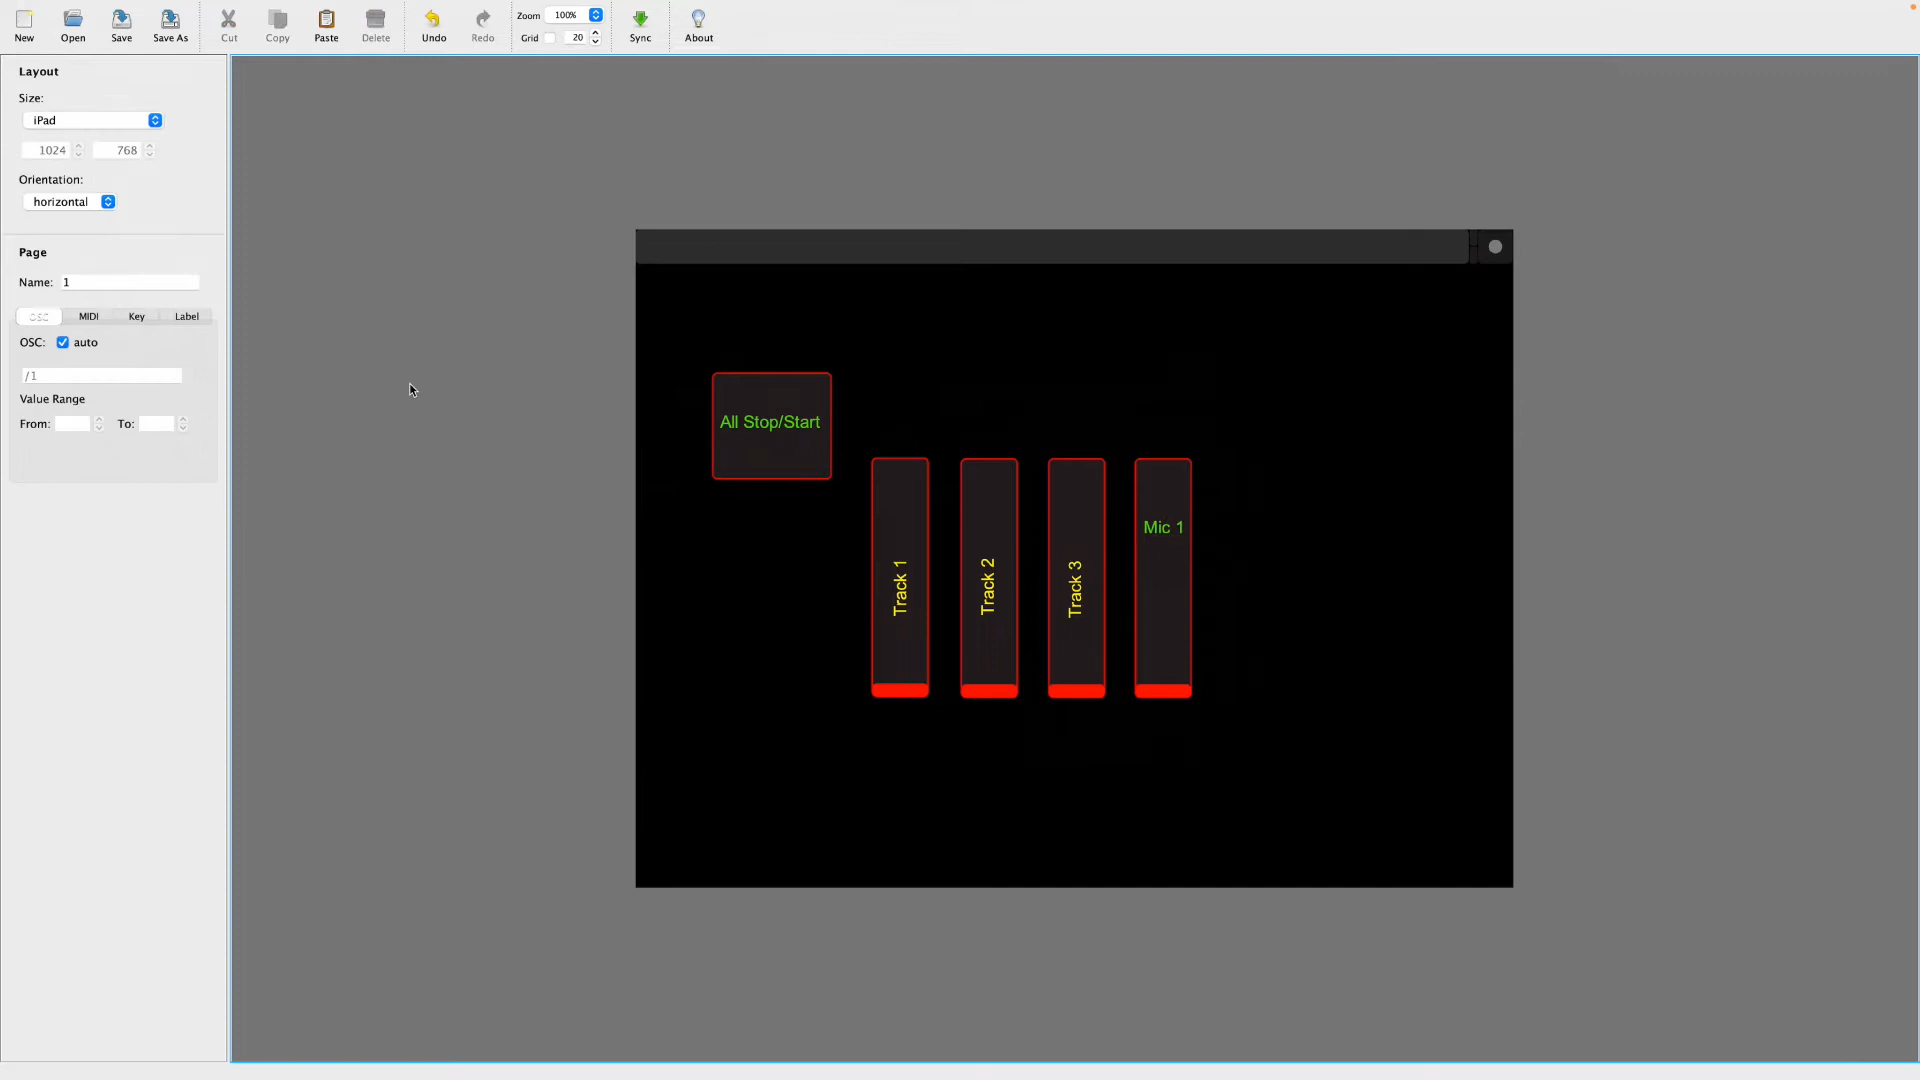 New
Open
Save
Save As
Cut
Copy
Paste
Delete
Undo
Redo
Zoom 100%
Grid 20
Sync
About
Layout
Size:
iPad
1024 768
Orientation:
horizontal
Page
Name: 1
OSC MIDI Key Label
OSC: auto
/1
Value Range
From: To:
All Stop/Start
Track 1
Track 2
Track 3
Mic 1